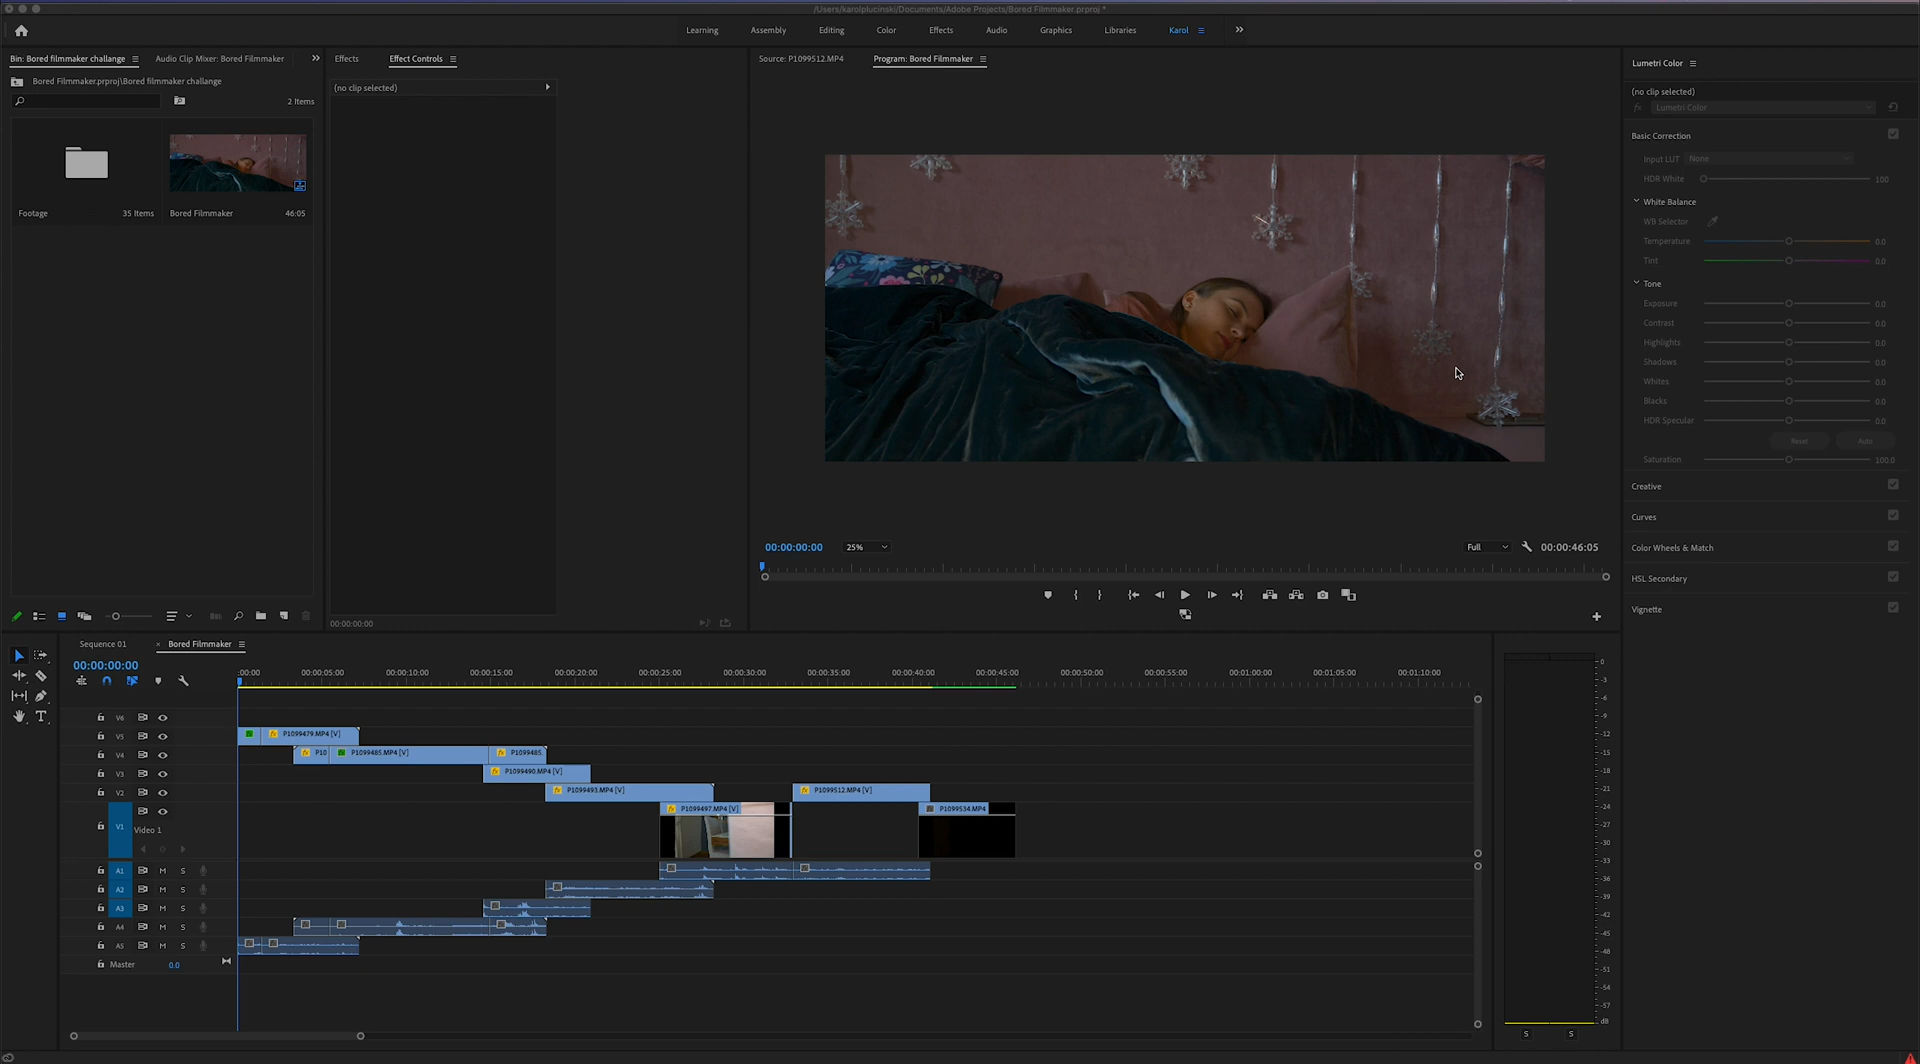 /Users/karolplucinski/Documents/Adobe Projects/Bored Filmmaker.prproj *
Learning Assembly Editing Color Effects Audio Graphics Libraries Karol
Bin: Bored filmmaker challange Audio Clip Mixer: Bored Filmmaker
Bored Filmmaker.prproj\Bored filmmaker challange
2 Items
Footage 35 Items Bored Filmmaker 46:05
Effects Effect Controls
(no clip selected)
00:00:00:00
Source: P1099512.MP4 Program: Bored Filmmaker
00:00:00:00 25% Full 00:00:46:05
Lumetri Color
(no clip selected)
fx Lumetri Color
Basic Correction
Input LUT None
HDR White 100
White Balance
WB Selector
Temperature 0.0
Tint 0.0
Tone
Exposure 0.0
Contrast 0.0
Highlights 0.0
Shadows 0.0
Whites 0.0
Blacks 0.0
HDR Specular 0.0
Reset Auto
Saturation 100.0
Creative
Curves
Color Wheels & Match
HSL Secondary
Vignette
Sequence 01 × Bored Filmmaker
00:00:00:00
:00:00 00:00:05:00 00:00:10:00 00:00:15:00 00:00:20:00 00:00:25:00 00:00:30:00 00:00:35:00 00:00:40:00 00:00:45:00 00:00:50:00 00:00:55:00 00:01:00:00 00:01:05:00 00:01:10:00
V6
V5 P1099479.MP4 [V]
V4 P10 P1099485.MP4 [V] P1099485.
V3 P1099490.MP4 [V]
V2 P1099493.MP4 [V] P1099512.MP4 [V]
P1099497.MP4 [V] P1099534.MP4
V1 Video 1
A1 M S
A2 M S
A3 M S
A4 M S
A5 M S
Master 0.0
0
-3
-6
-9
-12
-15
-18
-21
-24
-27
-30
-33
-36
-39
-42
-45
-48
-51
-54
-57
dB
S S